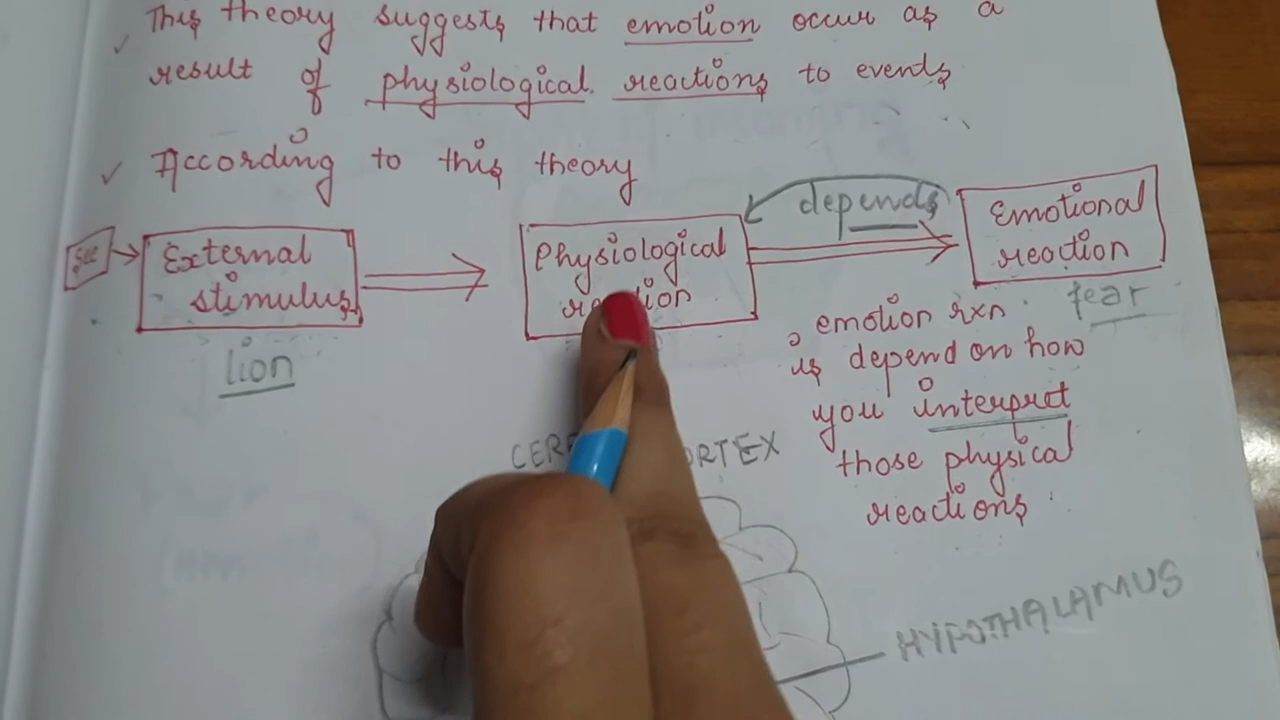 This theory suggests that emotion occur as a
result of physiological reactions to events
According to this theory
depends
see
External
stimulus
Physiological
Emotional
reaction
lion
fear
emotion rxn
is depend on how
you interpret
those physical
reactions
HYPOTHALAMUS